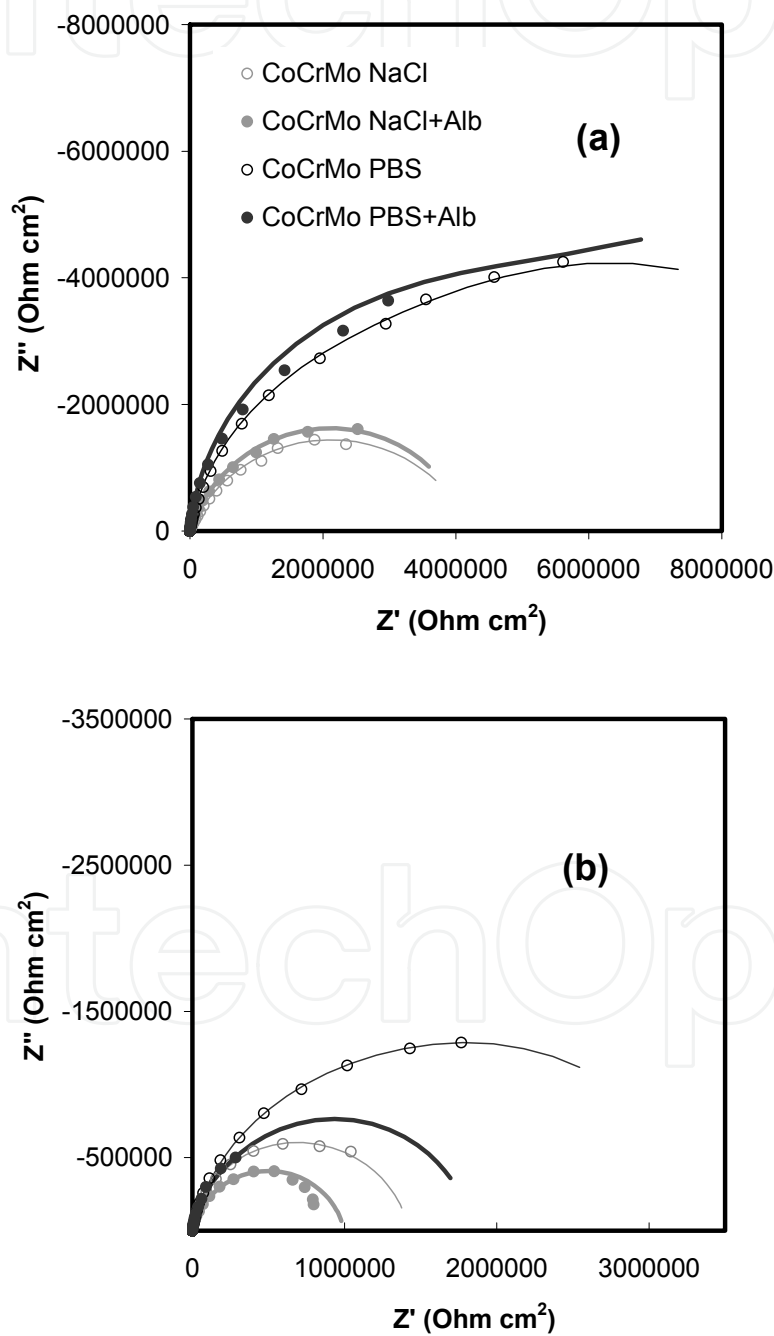 -8000000
CoCrMo NaCl
CoCrMo NaCl+Alb
(a)
-6000000
CoCrMo PBS
CoCrMo PBS+Alb
Z'' (Ohm cm²)
-4000000
-2000000
0
0 2000000 4000000 6000000 8000000
Z' (Ohm cm²)
-3500000
(b)
-2500000
Z'' (Ohm cm²)
-1500000
-500000
0 1000000 2000000 3000000
Z' (Ohm cm²)